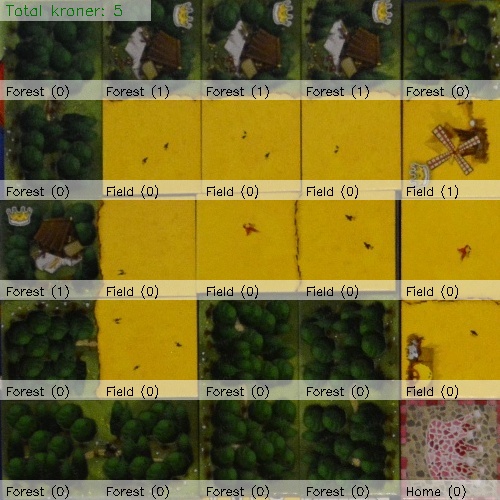 Total kroner: 5
Forest (0) Forest (1) Forest (1) Forest (1) Forest (0)
Forest (0) Field (0) Field (0) Field (0) Field (1)
Forest (1) Field (0) Field (0) Field (0) Field (0)
Forest (0) Field (0) Forest (0) Forest (0) Field (0)
Forest (0) Forest (0) Forest (0) Forest (0) Home (0)